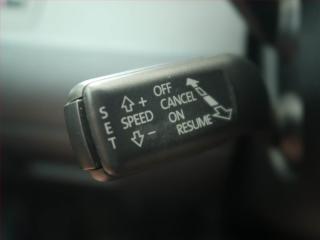 SET
SPEED
+
-
OFF
CANCEL
ON
RESUME